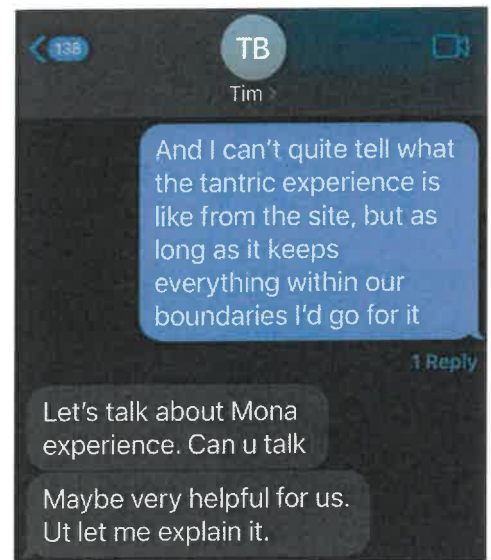 138
TB
Tim
And I can't quite tell what
the tantric experience is
like from the site, but as
long as it keeps
everything within our
boundaries I'd go for it
1 Reply
Let's talk about Mona
experience. Can u talk
Maybe very helpful for us.
Ut let me explain it.